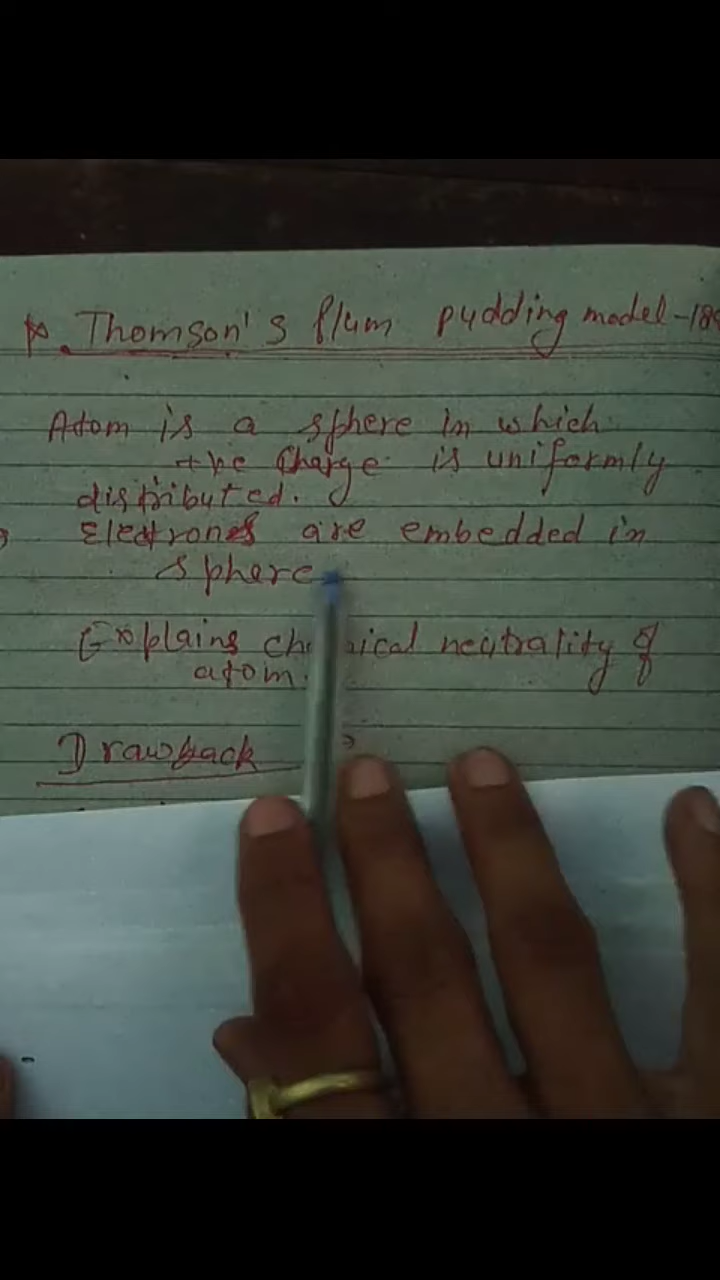 Thomson's plum pudding model -18
Atom is a sphere in which
+ve charge is uniformly
distributed.
Electrones are embedded in
sphere
Explains chemical neutrality of
atom.
Drawback